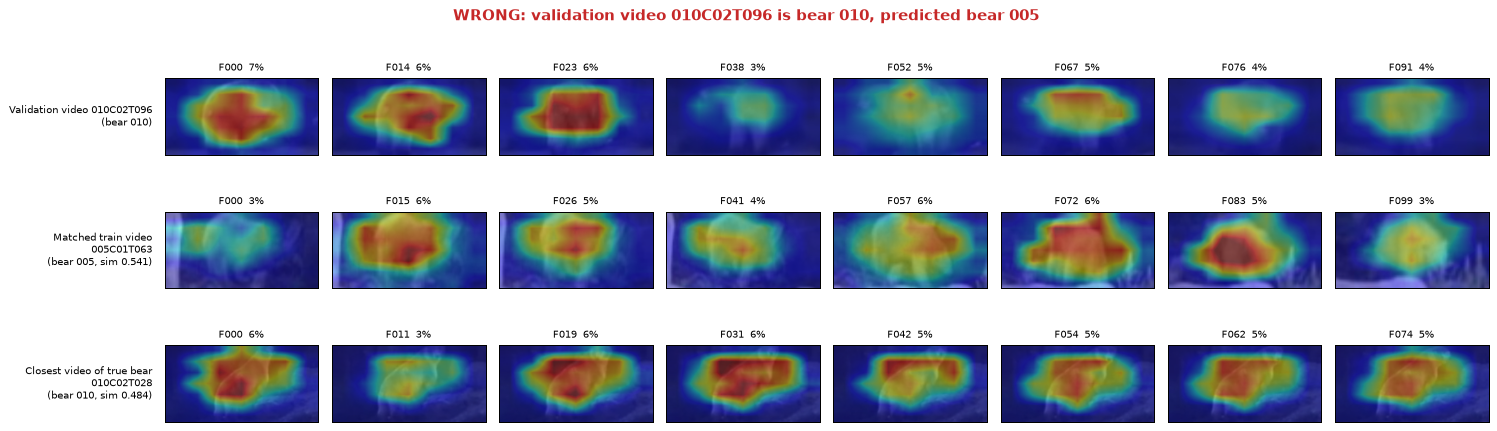 WRONG: validation video 010C02T096 is bear 010, predicted bear 005
F000 7%
F014 6%
F023 6%
F038 3%
F052 5%
F067 5%
F076 4%
F091 4%
Validation video 010C02T096
(bear 010)
F000 3%
F015 6%
F026 5%
F041 4%
F057 6%
F072 6%
F083 5%
F099 3%
Matched train video
005C01T063
(bear 005, sim 0.541)
F000 6%
F011 3%
F019 6%
F031 6%
F042 5%
F054 5%
F062 5%
F074 5%
Closest video of true bear
010C02T028
(bear 010, sim 0.484)